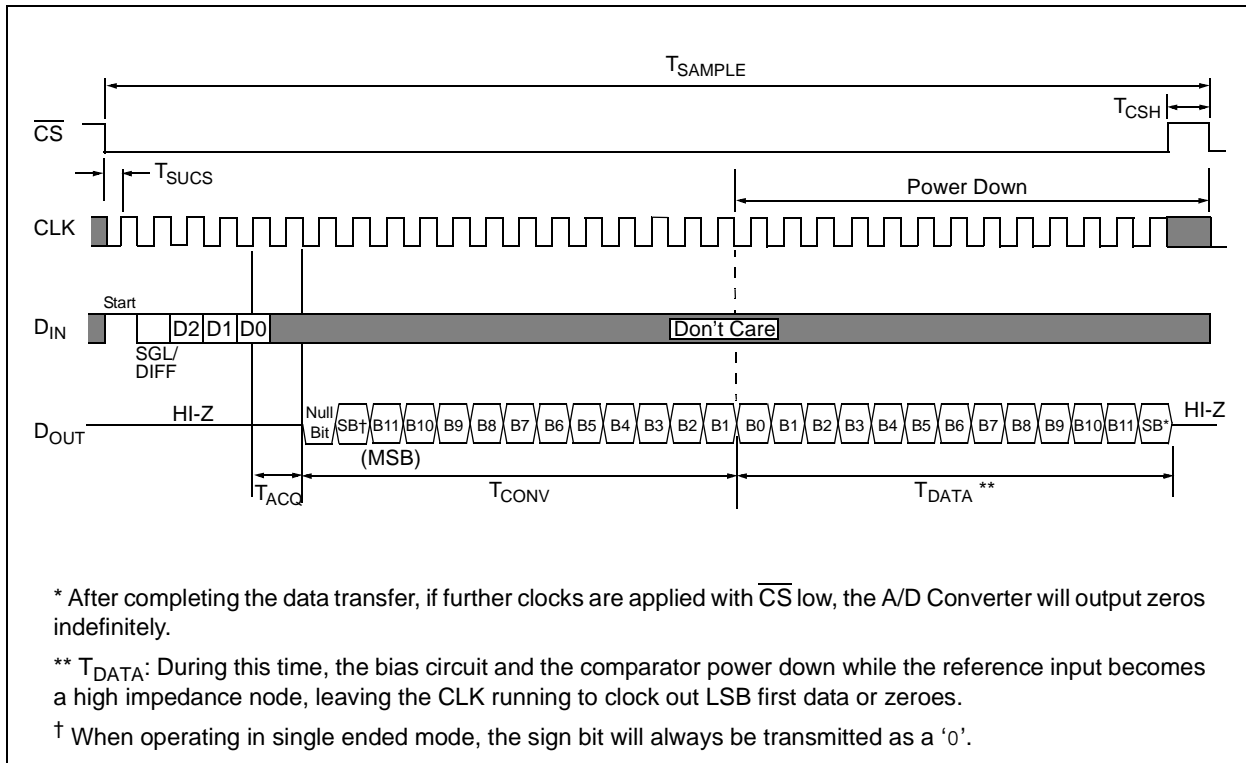 TSAMPLE
TCSH
CS
TSUCS
Power Down
CLK
Start
DIN
D2 D1 D0
Don't Care
SGL/
DIFF
HI-Z
DOUT
Null
Bit
SB† B11 B10 B9 B8 B7 B6 B5 B4 B3 B2 B1 B0 B1 B2 B3 B4 B5 B6 B7 B8 B9 B10 B11 SB*
HI-Z
(MSB)
TACQ
TCONV
TDATA **
* After completing the data transfer, if further clocks are applied with CS low, the A/D Converter will output zeros
indefinitely.
** TDATA: During this time, the bias circuit and the comparator power down while the reference input becomes
a high impedance node, leaving the CLK running to clock out LSB first data or zeroes.
† When operating in single ended mode, the sign bit will always be transmitted as a ‘0’.